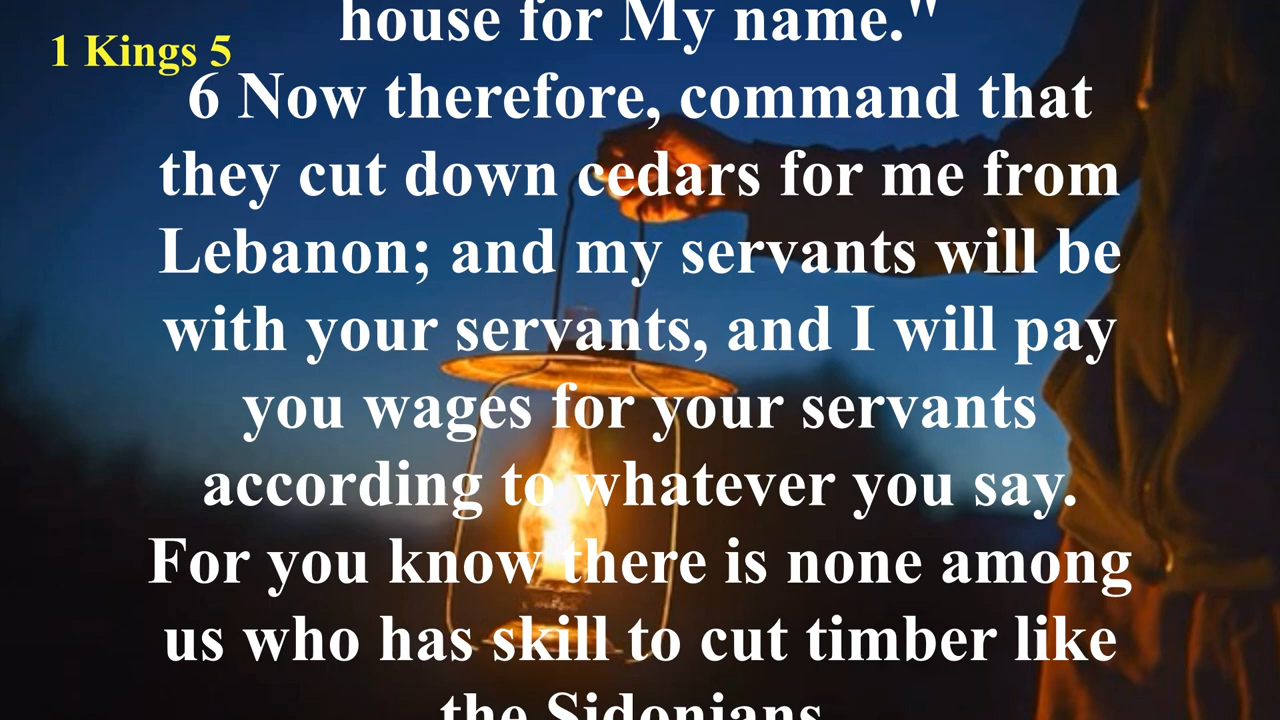 house for My name."
1 Kings 5
6 Now therefore, command that
they cut down cedars for me from
Lebanon; and my servants will be
with your servants, and I will pay
you wages for your servants
according to whatever you say.
For you know there is none among
us who has skill to cut timber like
the Sidonians